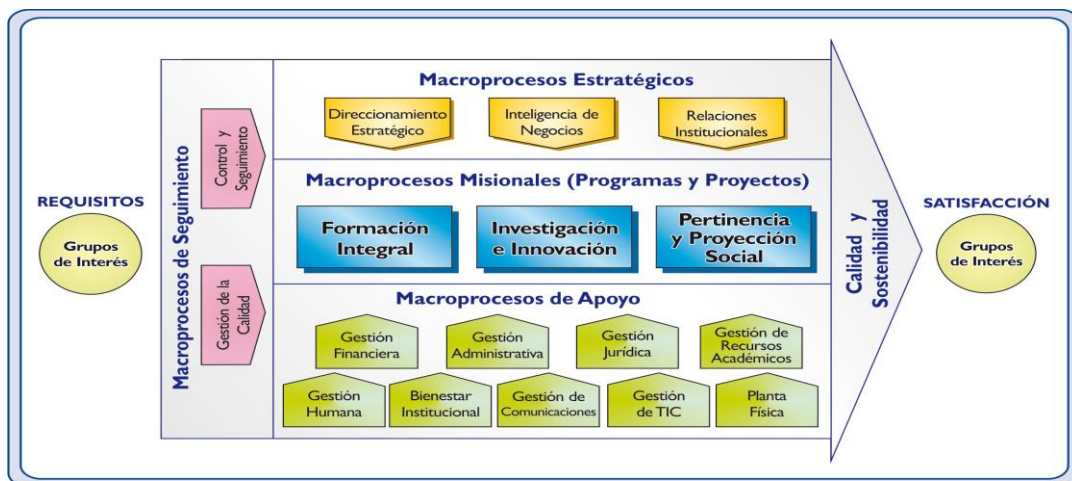 REQUISITOS
Grupos
de Interés
Macroprocesos de Seguimiento
Control y
Seguimiento
Gestión de la
Calidad
Macroprocesos Estratégicos
Direccionamiento
Estratégico
Inteligencia de
Negocios
Relaciones
Institucionales
Macroprocesos Misionales (Programas y Proyectos)
Formación
Integral
Investigación
e Innovación
Pertinencia
y Proyección
Social
Macroprocesos de Apoyo
Gestión
Financiera
Gestión
Administrativa
Gestión
Jurídica
Gestión de
Recursos
Académicos
Gestión
Humana
Bienestar
Institucional
Gestión de
Comunicaciones
Gestión
de TIC
Planta
Física
Calidad y
Sostenibilidad
SATISFACCIÓN
Grupos
de Interés